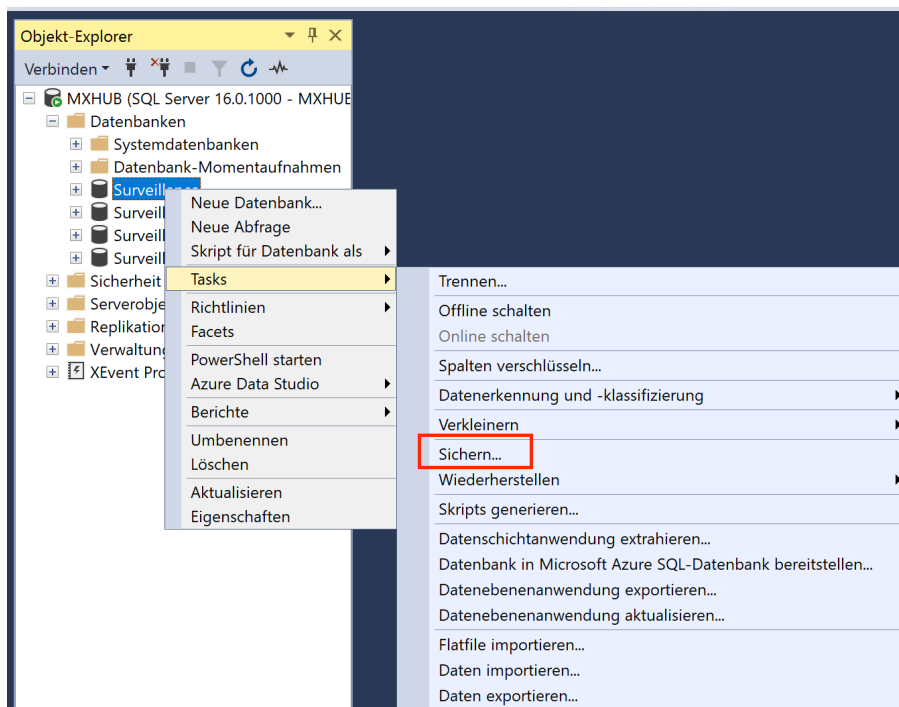 Objekt-Explorer
Verbinden
MXHUB (SQL Server 16.0.1000 - MXHUB
Datenbanken
Systemdatenbanken
Datenbank-Momentaufnahmen
Surveill
Surveill
Surveill
Surveill
Sicherheit
Serverobje
Replikation
Verwaltung
XEvent Pro
Neue Datenbank...
Neue Abfrage
Skript für Datenbank als
Tasks
Richtlinien
Facets
PowerShell starten
Azure Data Studio
Berichte
Umbenennen
Löschen
Aktualisieren
Eigenschaften
Trennen...
Offline schalten
Online schalten
Spalten verschlüsseln...
Datenerkennung und -klassifizierung
Verkleinern
Sichern...
Wiederherstellen
Skripts generieren...
Datenschichtanwendung extrahieren...
Datenbank in Microsoft Azure SQL-Datenbank bereitstellen...
Datenebenenanwendung exportieren...
Datenebenenanwendung aktualisieren...
Flatfile importieren...
Daten importieren...
Daten exportieren...